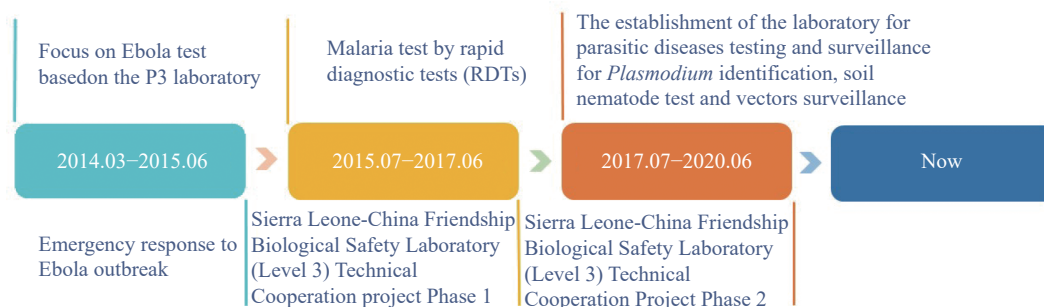 Focus on Ebola test
basedon the P3 laboratory
Malaria test by rapid
diagnostic tests (RDTs)
The establishment of the laboratory for
parasitic diseases testing and surveillance
for Plasmodium identification, soil
nematode test and vectors surveillance
2014.03−2015.06
2015.07−2017.06
2017.07−2020.06
Now
Emergency response to
Ebola outbreak
Sierra Leone-China Friendship
Biological Safety Laboratory
(Level 3) Technical
Cooperation project Phase 1
Sierra Leone-China Friendship
Biological Safety Laboratory
(Level 3) Technical
Cooperation Project Phase 2